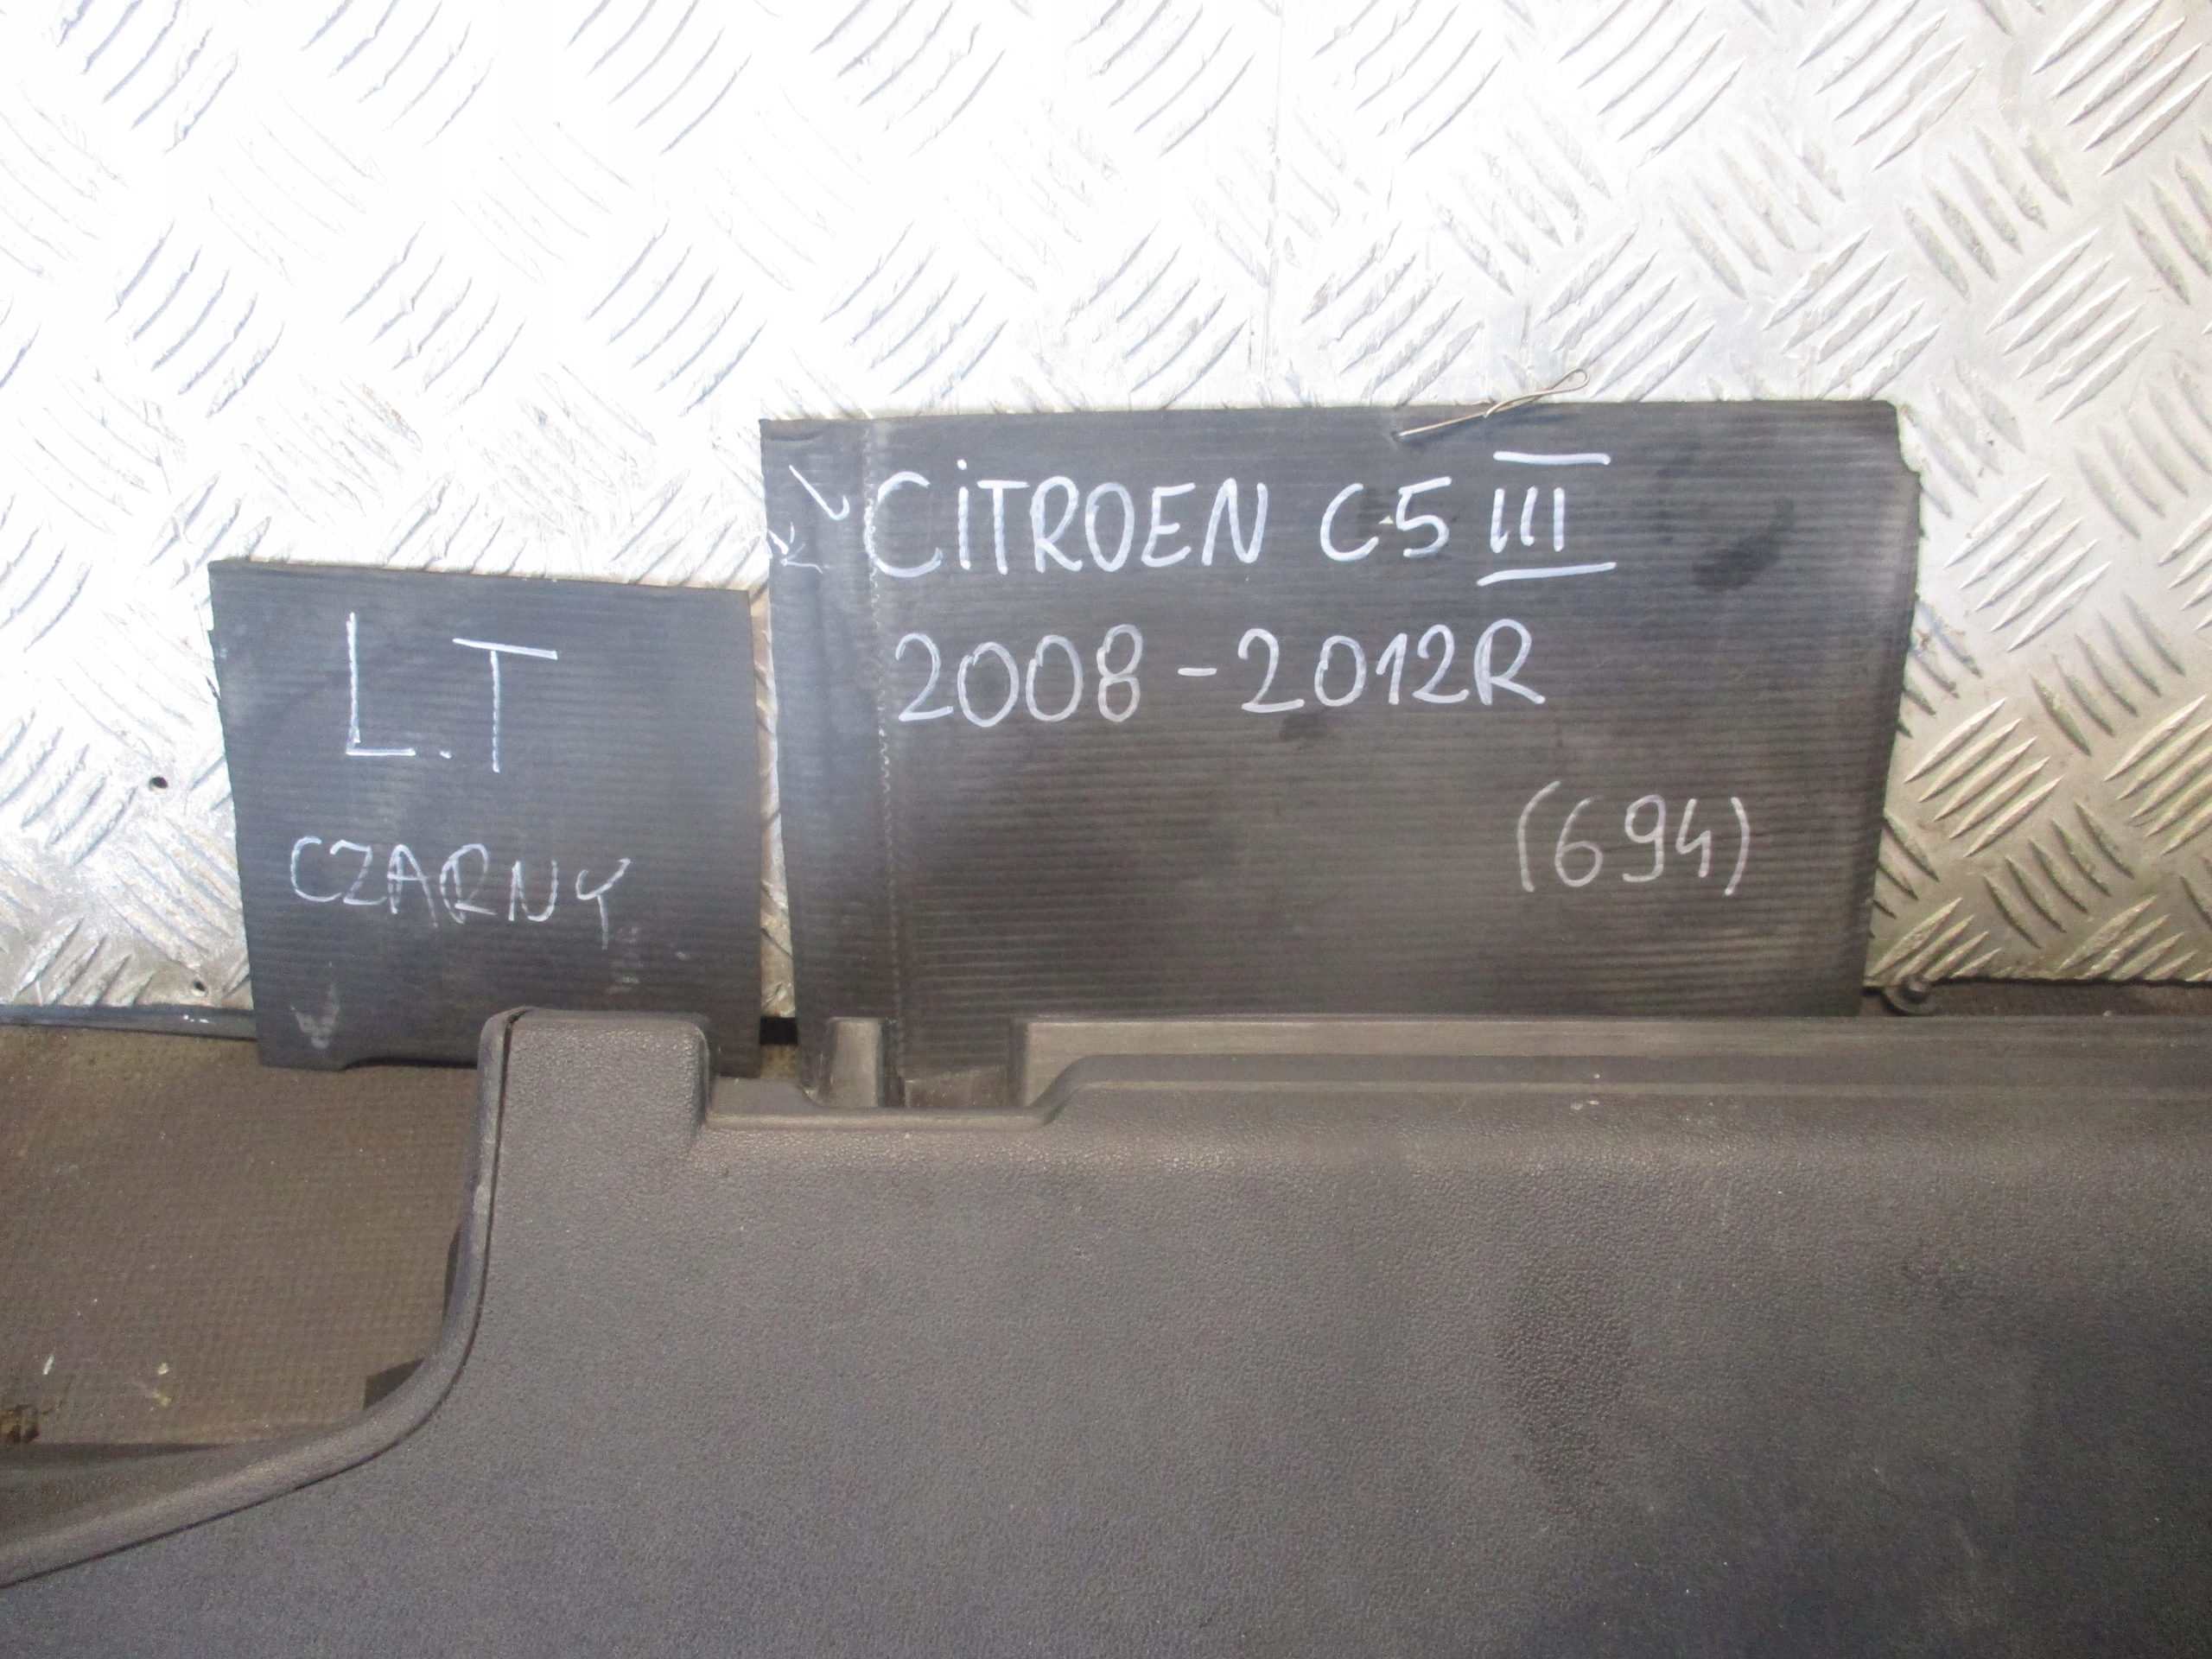 L.T
CZARNY
CITROEN C5 III
2008-2012R
(694)